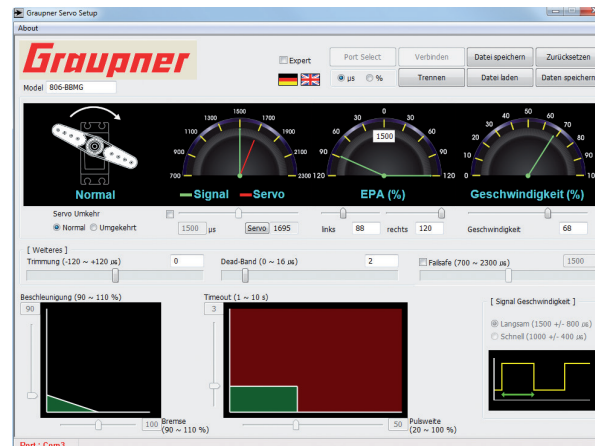 Graupner Servo Setup
About
Graupner
Model 806-BBMG
Expert
Port Select
Verbinden
Datei speichern
Zurücksetzen
µs
%
Trennen
Datei laden
Daten speichern
Normal
700
900
1100
1300
1500
1700
1900
2100
2300
Signal
Servo
120
90
60
30
0
30
60
90
120
1500
EPA (%)
10
20
30
40
50
60
70
80
90
Geschwindigkeit (%)
Servo Umkehr
Normal
Umgekehrt
1500 µs
Servo 1695
links 88
rechts 120
Geschwindigkeit 68
[ Weiteres ]
Trimmung (-120 ~ +120 µs) 0
Dead-Band (0 ~ 16 µs) 2
Failsafe (700 ~ 2300 µs) 1500
Beschleunigung (90 ~ 110 %)
90
100
Bremse
(90 ~ 110 %)
Timeout (1 ~ 10 s)
3
50
Pulsweite
(20 ~ 100 %)
[ Signal Geschwindigkeit ]
Langsam (1500 +/- 800 µs)
Schnell (1000 +/- 400 µs)
Port : Com3